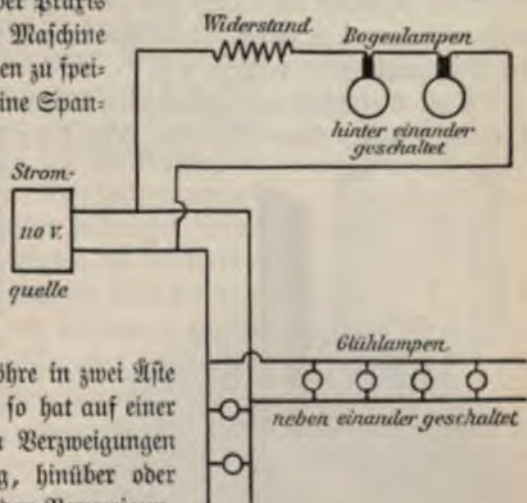 Praxis
Maſchine
en zu ſpei⸗
ine Span⸗
Widerstand.
Bogenlampen
hinter einander
geschaltet
Strom-
110 V.
quelle
Glühlampen.
neben einander geschaltet
öhre in zwei Äſte
ſo hat auf einer
Verzweigungen
g, hinüber oder